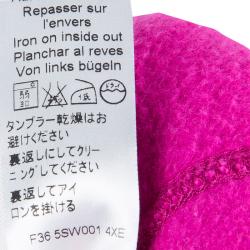 Repasser sur
l'envers
Iron on inside out
Planchar al reves
Von links bügeln
タンブラー乾燥はお
避けください
裏返しにしてクリー
ニングしてください
裏返してアイ
ロンを掛ける
F36 5SW001 4XE